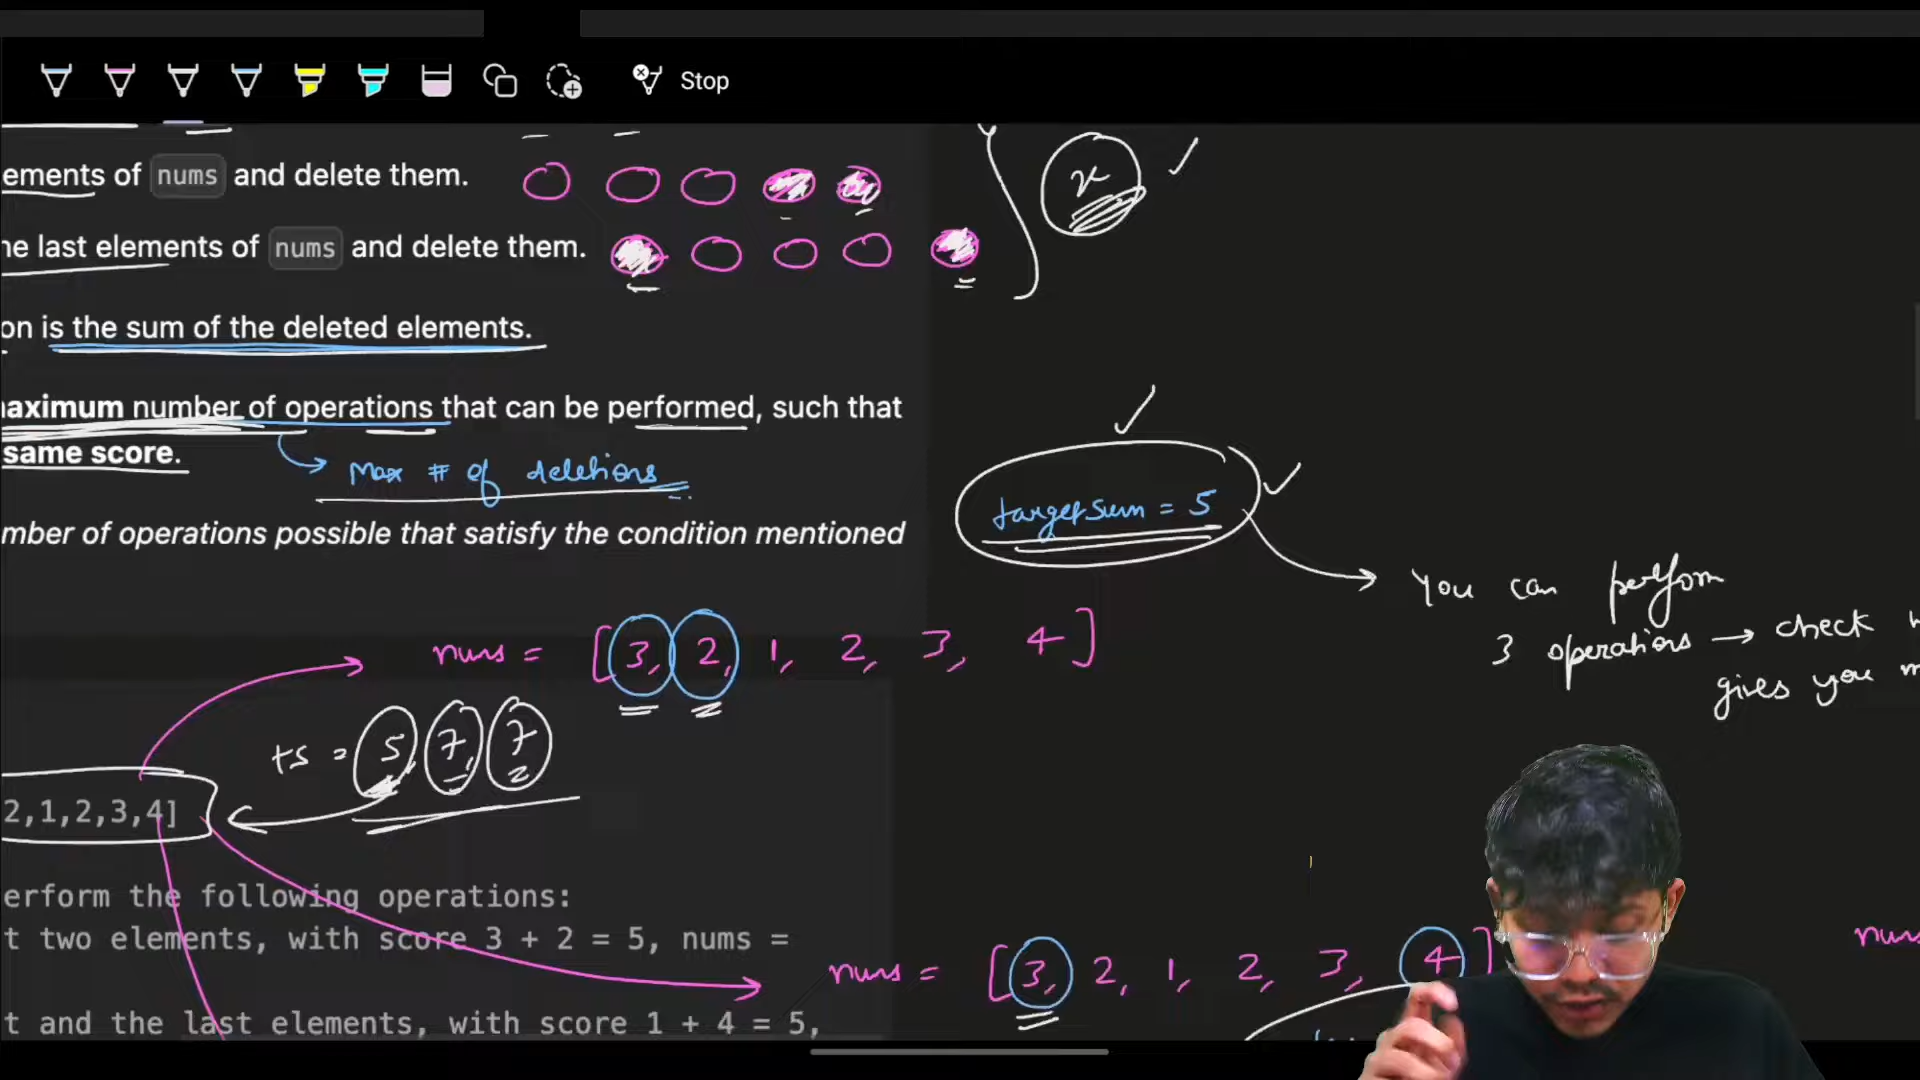 Stop
ements of nums and delete them.
x
he last elements of nums and delete them.
on is the sum of the deleted elements.
aximum number of operations that can be performed, such that
same score.
Max # of deletions
target sum = 5
mber of operations possible that satisfy the condition mentioned
You can perform
3 operations → check
gives you m
nums = [3, 2, 1, 2, 3, 4]
ts = 5 7, 7
2,1,2,3,4]
erform the following operations:
t two elements, with score 3 + 2 = 5, nums =
nums = [3, 2, 1, 2, 3, 4]
nums
t and the last elements, with score 1 + 4 = 5,